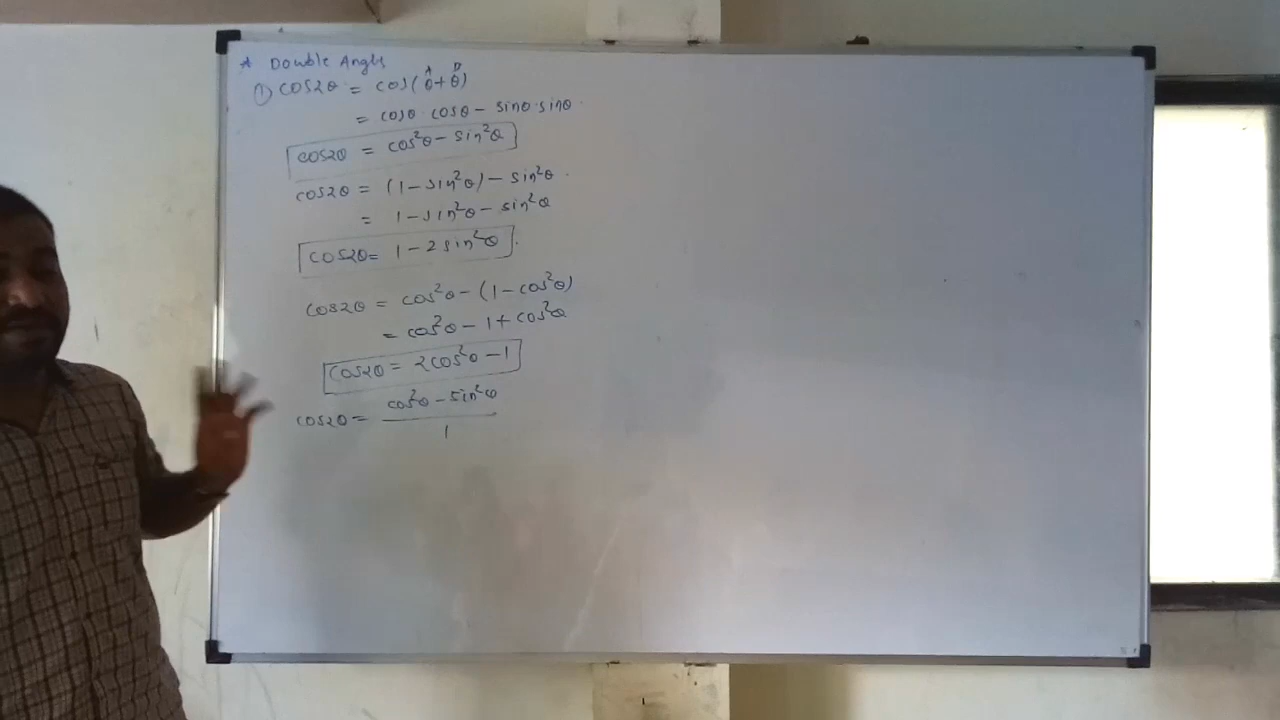 * Double Angles
① cos2θ = cos(θ+θ)
A B
= cosθ · cosθ − sinθ·sinθ.
cos2θ = cos²θ − sin²θ
cos2θ = (1−sin²θ) − sin²θ.
= 1−sin²θ − sin²θ
cos2θ = 1−2sin²θ.
cos2θ = cos²θ − (1−cos²θ)
= cos²θ − 1 + cos²θ
cos2θ = 2cos²θ −1
cos2θ = cos²θ − sin²θ
1